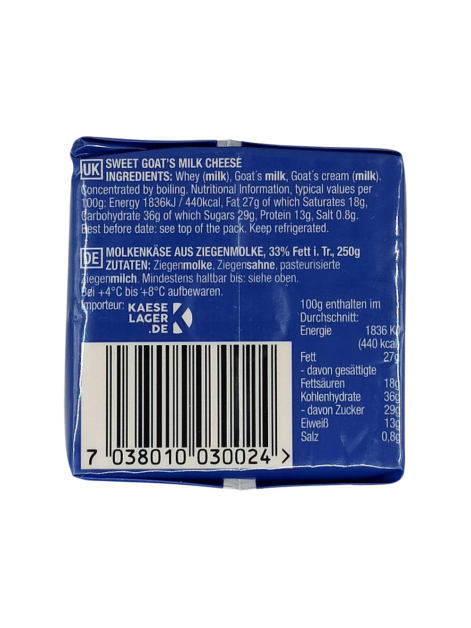 UK SWEET GOAT'S MILK CHEESE
INGREDIENTS: Whey (milk), Goat's milk, Goat's cream (milk).
Concentrated by boiling. Nutritional Information, typical values per
100g: Energy 1836kJ / 440kcal, Fat 27g of which Saturates 18g,
Carbohydrate 36g of which Sugars 29g, Protein 13g, Salt 0.8g.
Best before date: see top of the pack. Keep refrigerated.
DE MOLKENKÄSE AUS ZIEGENMOLKE, 33% Fett i. Tr., 250g
ZUTATEN: Ziegenmolke, Ziegensahne, pasteurisierte
Ziegenmilch. Mindestens haltbar bis: siehe oben.
Bei +4°C bis +8°C aufbewaren.
Importeur: KAESE
LAGER
.DE
100g enthalten im
Durchschnitt:
Energie 1836 KJ
(440 kcal)
Fett 27g
- davon gesättigte
Fettsäuren 18g
Kohlenhydrate 36g
- davon Zucker 29g
Eiweiß 13g
Salz 0,8g
7 038010 030024 >